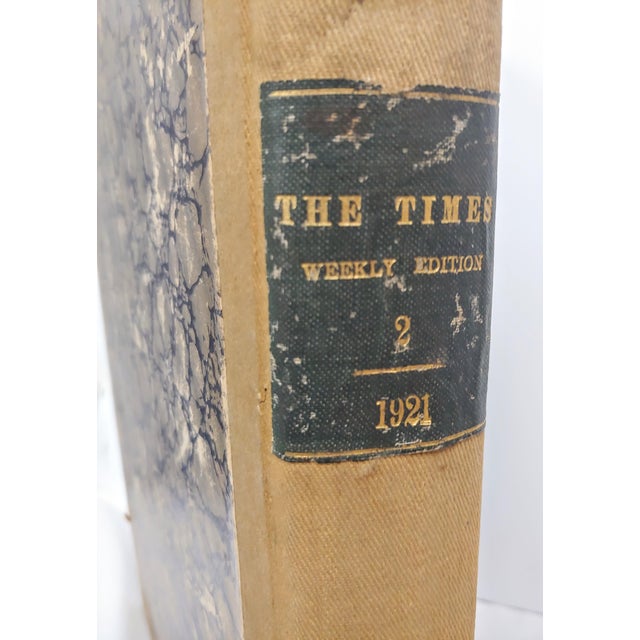 THE TIMES
WEEKLY EDITION
2
1921